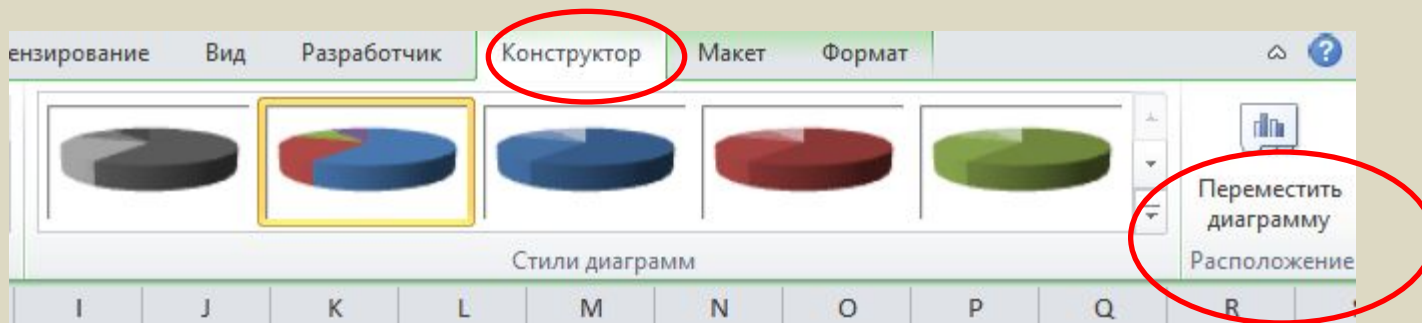 ензирование Вид Разработчик Конструктор Макет Формат
Переместить
диаграмму
Стили диаграмм Расположение
I J K L M N O P Q R